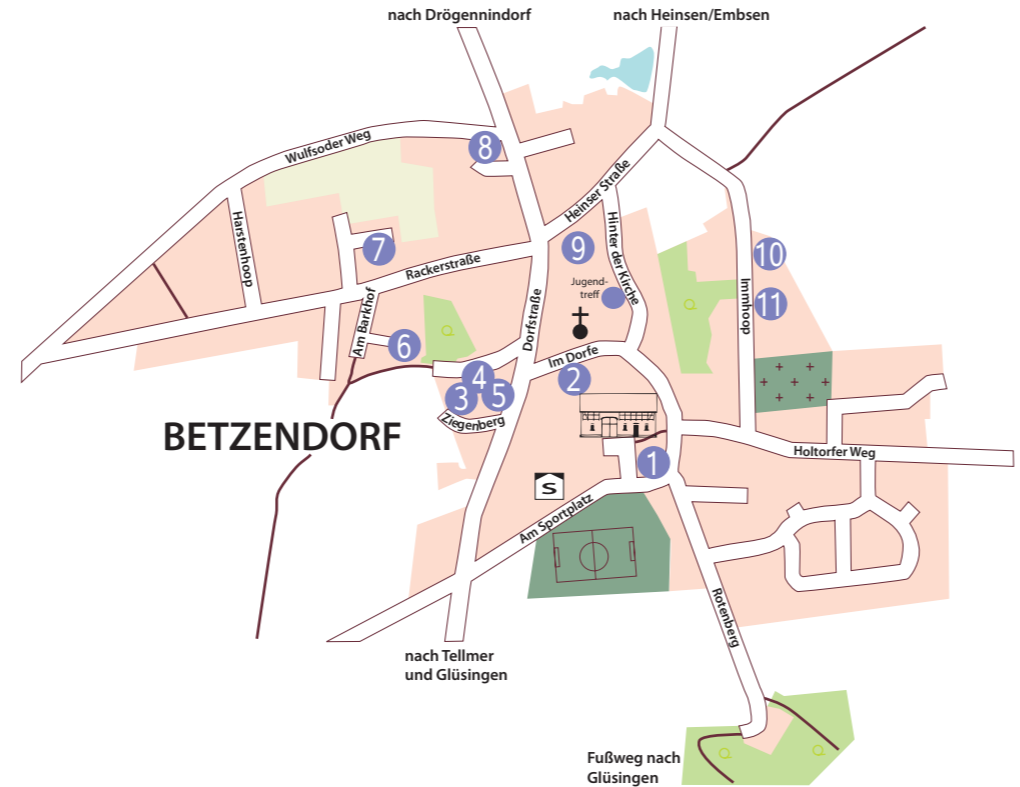 nach Drögennindorf
nach Heinsen/Embsen
Wulfsoder Weg
8
Heinser Straße
Harstenhoop
Hinter der Kirche
7
9
10
Rackerstraße
Jugend-
treff
Immhoop
11
Am Barkhof
Dorfstraße
6
Im Dorfe
4
2
3
5
Ziegenberg
BETZENDORF
Holtorfer Weg
1
S
Am Sportplatz
Rotenberg
nach Tellmer
und Glüsingen
Fußweg nach
Glüsingen